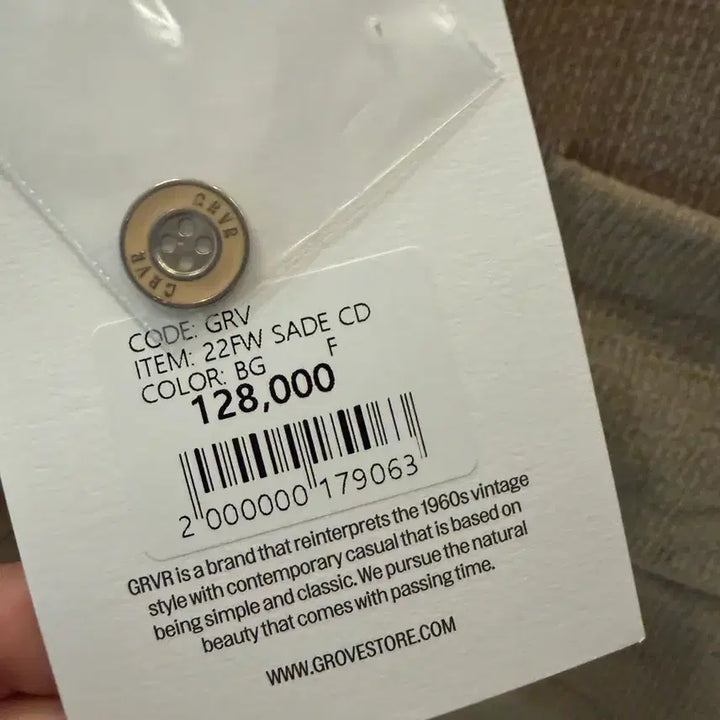 GRVR
GRVR
CODE: GRV
ITEM: 22FW SADE CD
COLOR: BG F
128,000
2 000000 179063
GRVR is a brand that reinterprets the 1960s vintage
style with contemporary casual that is based on
being simple and classic. We pursue the natural
beauty that comes with passing time.
WWW.GROVESTORE.COM